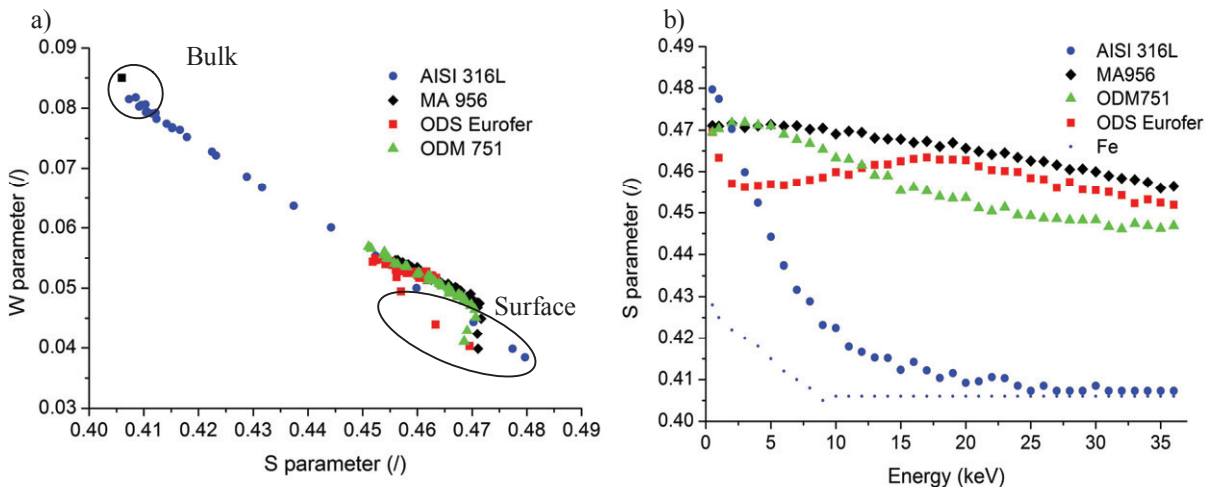 a)
W parameter (/)
0.09
0.08
0.07
0.06
0.05
0.04
0.03
Bulk
AISI 316L
MA 956
ODS Eurofer
ODM 751
Surface
0.40 0.41 0.42 0.43 0.44 0.45 0.46 0.47 0.48 0.49
S parameter (/)
b)
S parameter (/)
0.49
0.48
0.47
0.46
0.45
0.44
0.43
0.42
0.41
0.40
AISI 316L
MA956
ODM751
ODS Eurofer
Fe
0 5 10 15 20 25 30 35
Energy (keV)